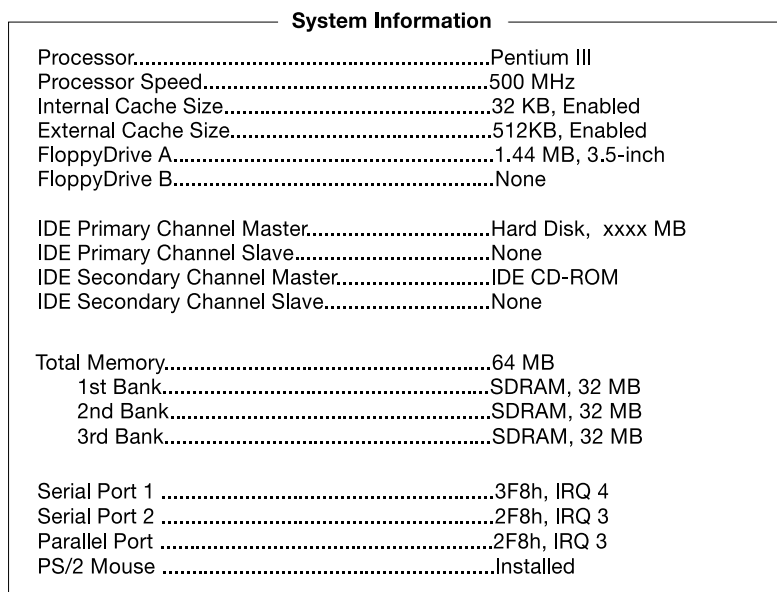 System Information
Processor..................................................Pentium III
Processor Speed........................................500 MHz
Internal Cache Size....................................32 KB, Enabled
External Cache Size...................................512KB, Enabled
FloppyDrive A............................................1.44 MB, 3.5-inch
FloppyDrive B............................................None
IDE Primary Channel Master.........................Hard Disk, xxxx MB
IDE Primary Channel Slave...........................None
IDE Secondary Channel Master.....................IDE CD-ROM
IDE Secondary Channel Slave.......................None
Total Memory.............................................64 MB
1st Bank.............................................SDRAM, 32 MB
2nd Bank............................................SDRAM, 32 MB
3rd Bank.............................................SDRAM, 32 MB
Serial Port 1 ..............................................3F8h, IRQ 4
Serial Port 2 ..............................................2F8h, IRQ 3
Parallel Port ..............................................2F8h, IRQ 3
PS/2 Mouse ..............................................Installed